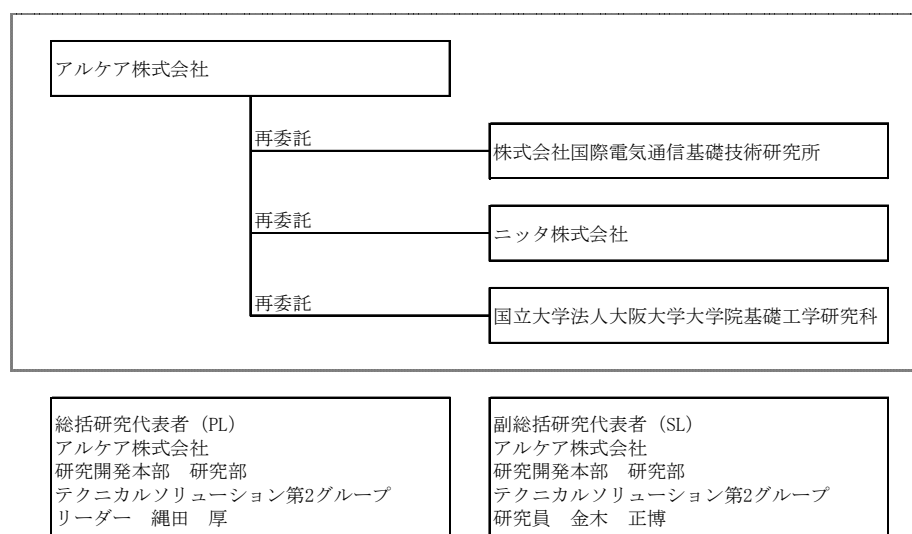 アルケア株式会社
再委託
株式会社国際電気通信基礎技術研究所
再委託
ニッタ株式会社
再委託
国立大学法人大阪大学大学院基礎工学研究科
総括研究代表者（PL）
アルケア株式会社
研究開発本部　研究部
テクニカルソリューション第2グループ
リーダー　縄田　厚
副総括研究代表者（SL）
アルケア株式会社
研究開発本部　研究部
テクニカルソリューション第2グループ
研究員　金木　正博